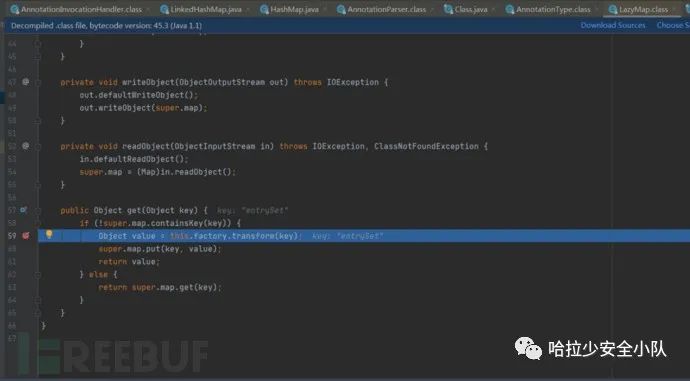 AnnotationInvocationHandler.class LinkedHashMap.java HashMap.java AnnotationParser.class Class.java AnnotationType.class LazyMap.class
Decompiled .class file, bytecode version: 45.3 (Java 1.1) Download Sources
44 }
45 }
46
47 @ private void writeObject(ObjectOutputStream out) throws IOException {
48 out.defaultWriteObject();
49 out.writeObject(super.map);
50 }
51
52 @ private void readObject(ObjectInputStream in) throws IOException, ClassNotFoundException {
53 in.defaultReadObject();
54 super.map = (Map)in.readObject();
55 }
56
57 public Object get(Object key) { key: "entrySet"
58 if (!super.map.containsKey(key)) {
59 Object value = this.factory.transform(key); key: "entrySet"
60 super.map.put(key, value);
61 return value;
62 } else {
63 return super.map.get(key);
64 }
65 }
66 }
67
FREEBUF
哈拉少安全小队